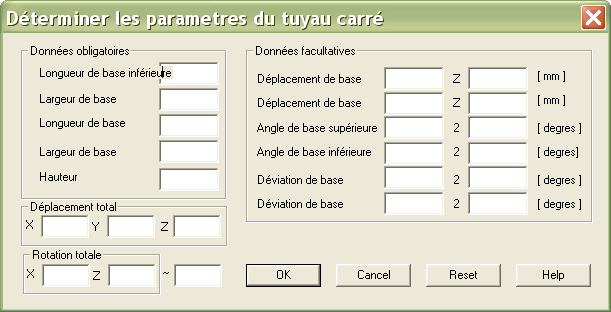 Déterminer les parametres du tuyau carré
Données obligatoires
Longueur de base inférieure
Largeur de base
Longueur de base
Largeur de base
Hauteur
Déplacement total
X Y Z
Rotation totale
X Z ~
Données facultatives
Déplacement de base Z [ mm ]
Déplacement de base Z [ mm ]
Angle de base supérieure 2 [ degres ]
Angle de base inférieure 2 [ degres]
Déviation de base 2 [ degres ]
Déviation de base 2 [ degres ]
OK Cancel Reset Help